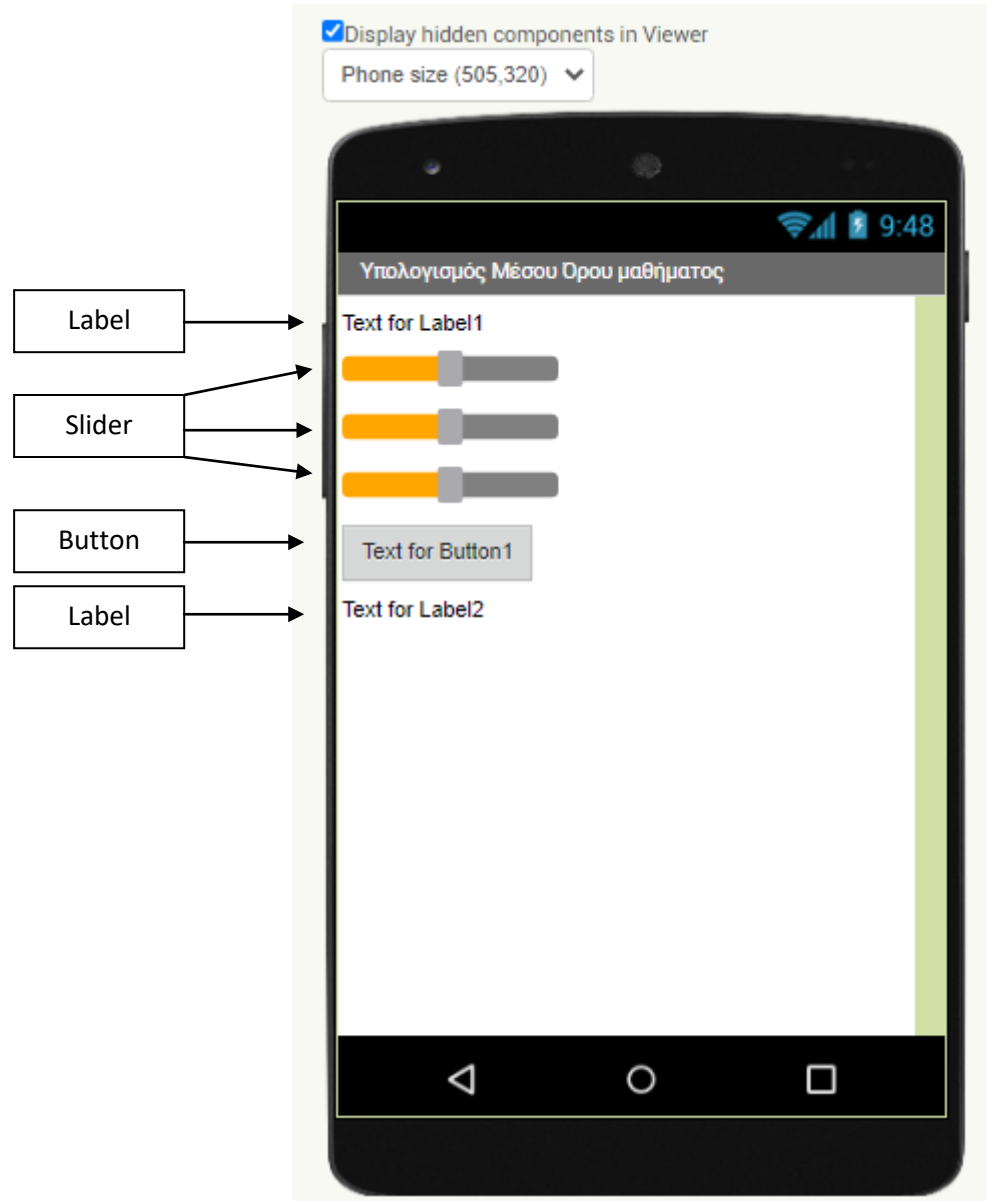 Display hidden components in Viewer
Phone size (505,320)
9:48
Υπολογισμός Μέσου Όρου μαθήματος
Label
Text for Label1
Slider
Button
Text for Button1
Label
Text for Label2